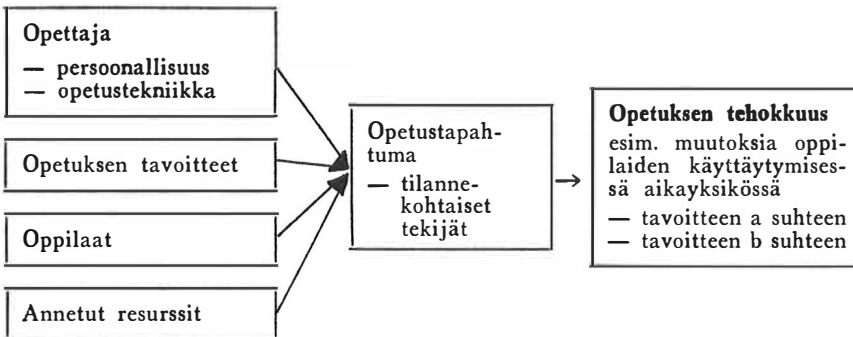 Opettaja
— persoonallisuus
— opetustekniikka
Opetuksen tavoitteet
Oppilaat
Annetut resurssit
Opetustapah-
tuma
— tilanne-
kohtaiset
tekijät
Opetuksen tehokkuus
esim. muutoksia oppi-
laiden käyttäytymises-
sä aikayksikössä
— tavoitteen a suhteen
— tavoitteen b suhteen